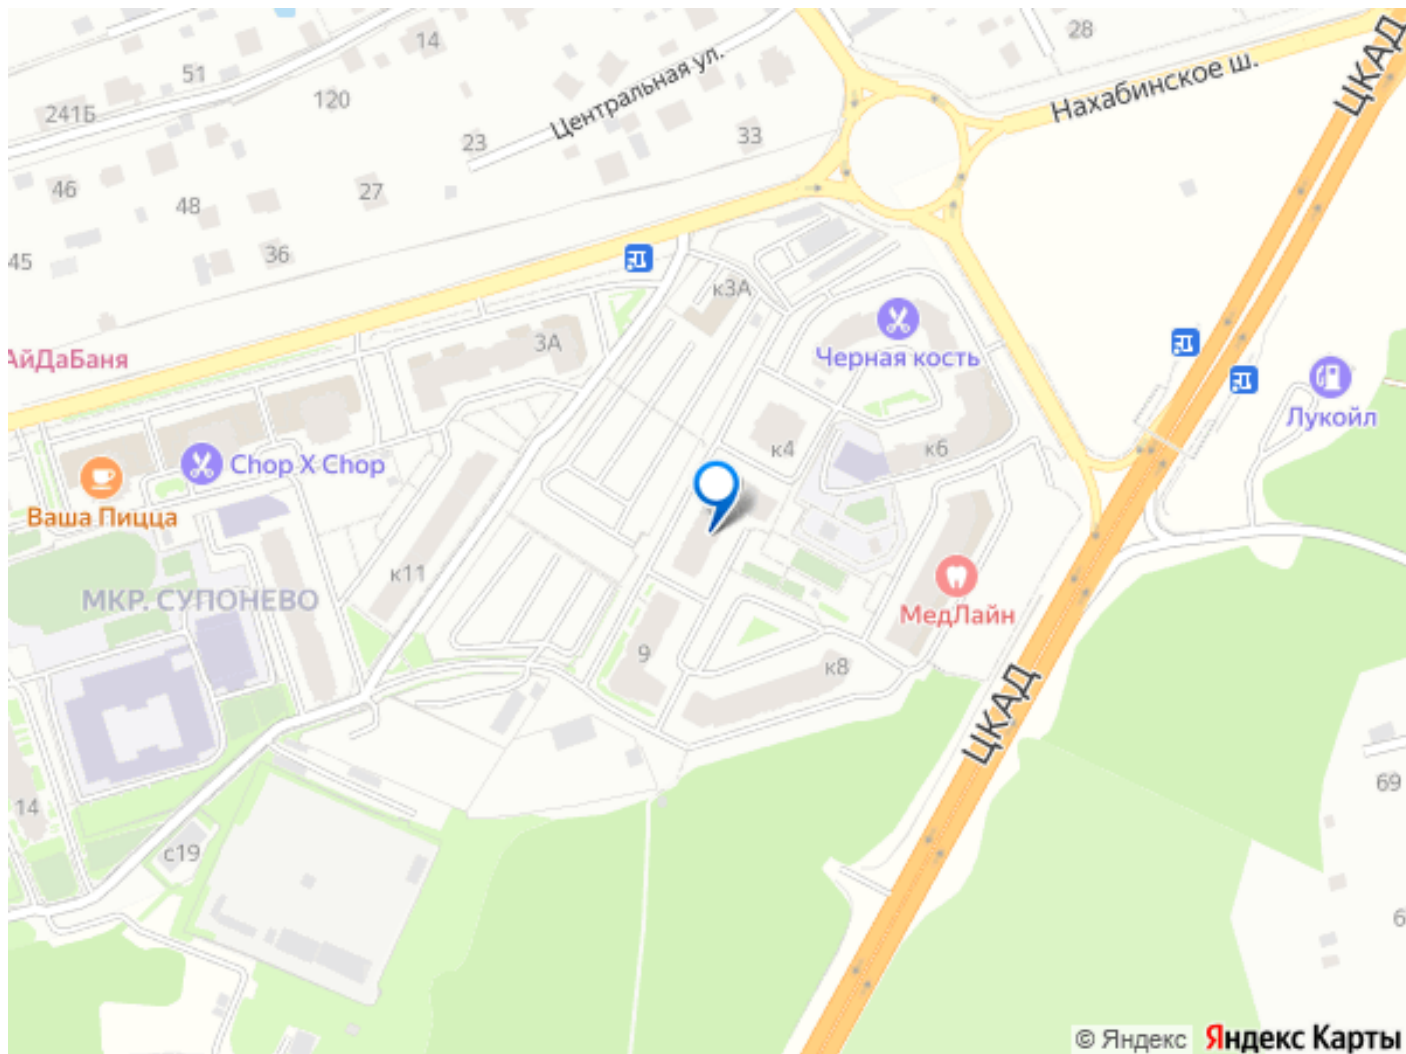 14
28
ЦКАД
51
Центральная ул.
Нахабинское ш.
120
241Б
23
33
46
27
48
36
45
к3А
3А
Черная кость
АйДаБаня
Лукойл
к4
к6
Chop X Chop
Ваша Пицца
к11
МКР. СУПОНЕВО
МедЛайн
9
к8
ЦКАД
69
14
с19
6
© Яндекс
Яндекс Карты